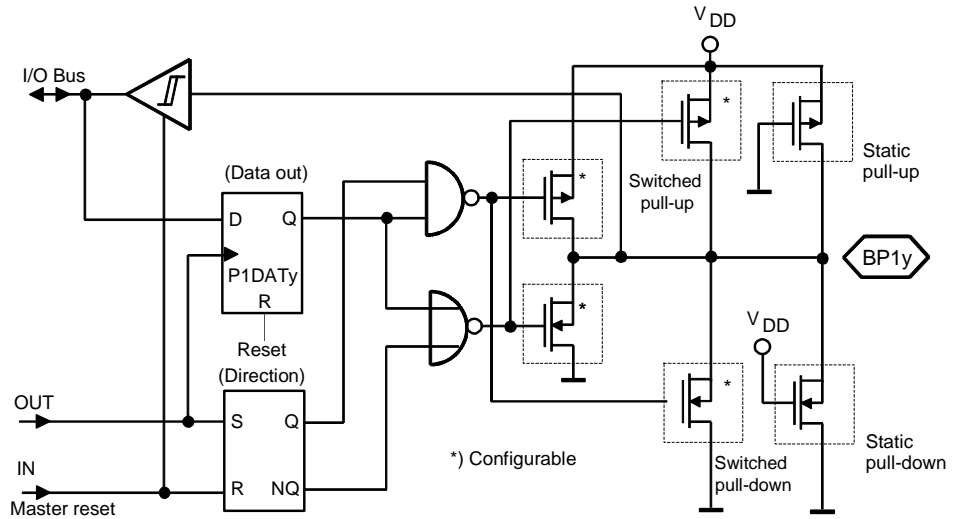 V DD
I/O Bus
*
Static
pull-up
(Data out)
*
Switched
pull-up
D
Q
P1DATy
R
BP1y
*
Reset
V DD
(Direction)
*
OUT
S
Q
*) Configurable
Static
pull-down
IN
Switched
pull-down
R
NQ
Master reset